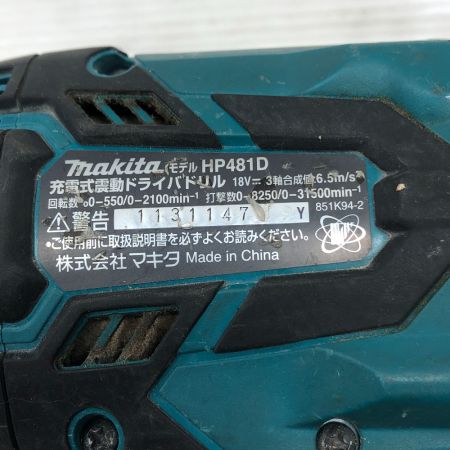 makita (モデル HP481D
充電式震動ドライバドリル 18V⎓ 3軸合成値:6.5m/s²
回転数 0-550/0-2100min⁻¹ 打撃数0-8250/0-31500min⁻¹
⚠警告 11311147 Y 851K94-2
•ご使用前に取扱説明書を必ずよくお読みください。
株式会社 マキタ Made in China